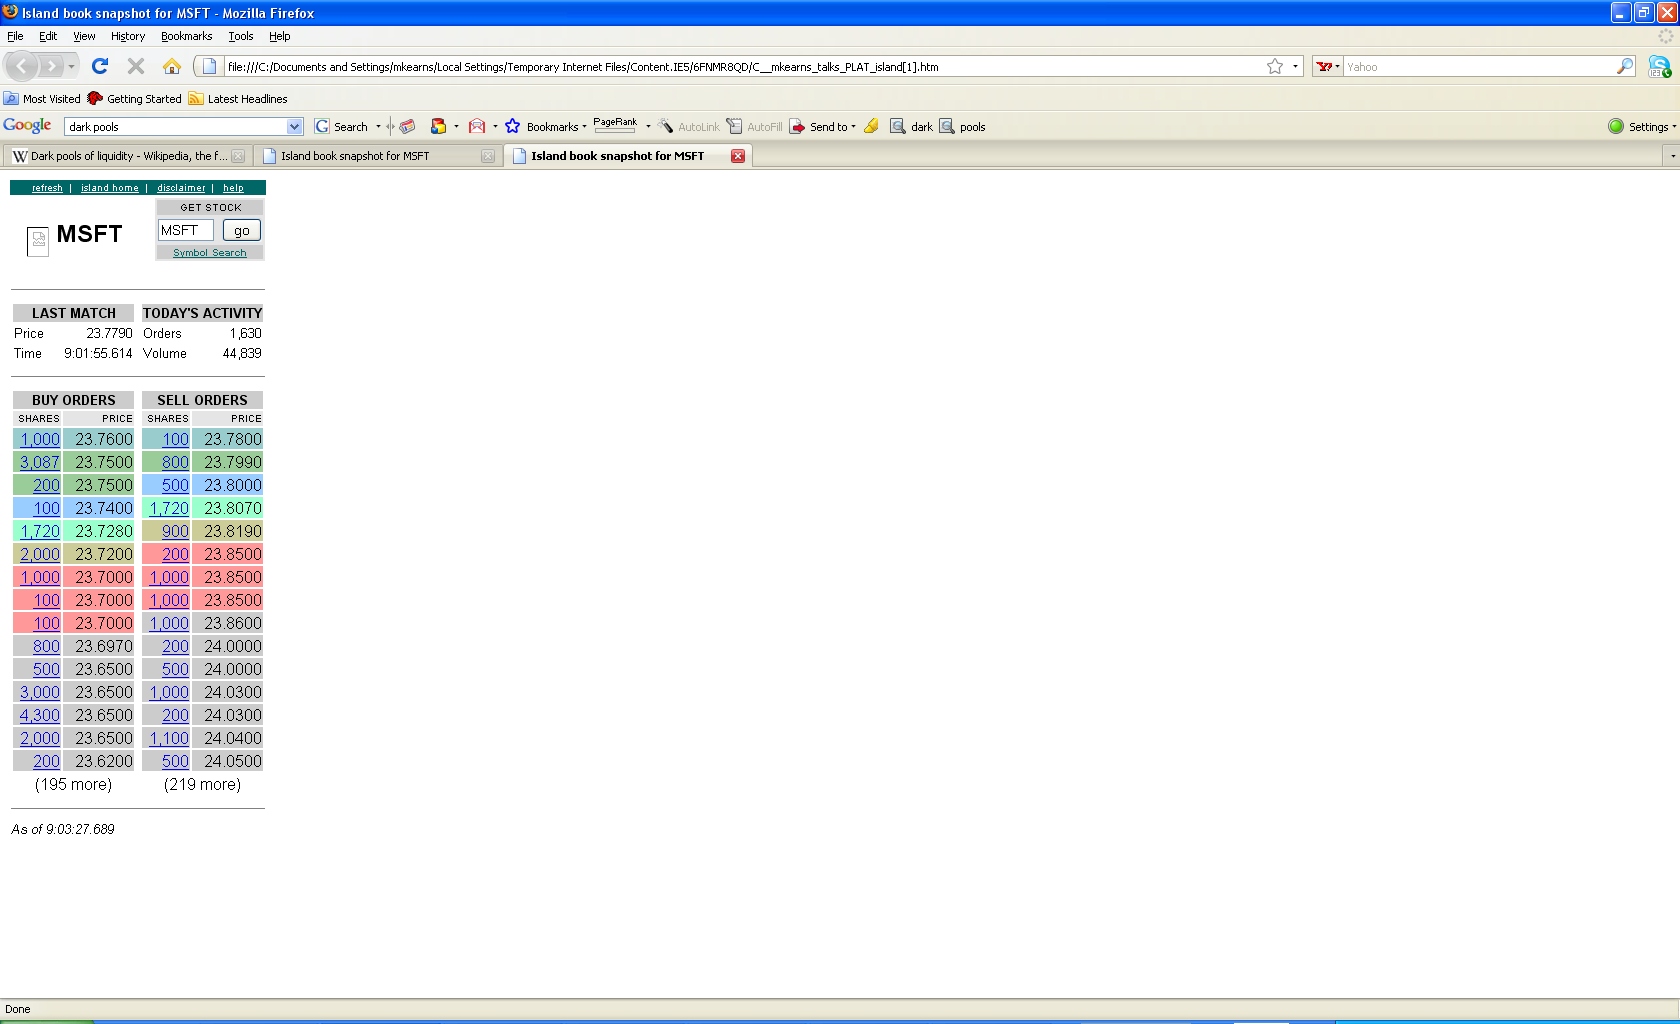 Island book snapshot for MSFT - Mozilla Firefox
File Edit View History Bookmarks Tools Help
file:///C:/Documents and Settings/mkearns/Local Settings/Temporary Internet Files/Content.IE5/6FNMR8QD/C__mkearns_talks_PLAT_island[1].htm Yahoo
Most Visited Getting Started Latest Headlines
Google dark pools Search Bookmarks PageRank AutoLink AutoFill Send to dark pools Settings
Dark pools of liquidity - Wikipedia, the f... Island book snapshot for MSFT Island book snapshot for MSFT
refresh | island home | disclaimer | help
GET STOCK
MSFT MSFT go
Symbol Search
LAST MATCH TODAY'S ACTIVITY
Price 23.7790 Orders 1,630
Time 9:01:55.614 Volume 44,839
BUY ORDERS SELL ORDERS
SHARES PRICE SHARES PRICE
1,000 23.7600 100 23.7800
3,087 23.7500 800 23.7990
200 23.7500 500 23.8000
100 23.7400 1,720 23.8070
1,720 23.7280 900 23.8190
2,000 23.7200 200 23.8500
1,000 23.7000 1,000 23.8500
100 23.7000 1,000 23.8500
100 23.7000 1,000 23.8600
800 23.6970 200 24.0000
500 23.6500 500 24.0000
3,000 23.6500 1,000 24.0300
4,300 23.6500 200 24.0300
2,000 23.6500 1,100 24.0400
200 23.6200 500 24.0500
(195 more) (219 more)
As of 9:03:27.689
Done